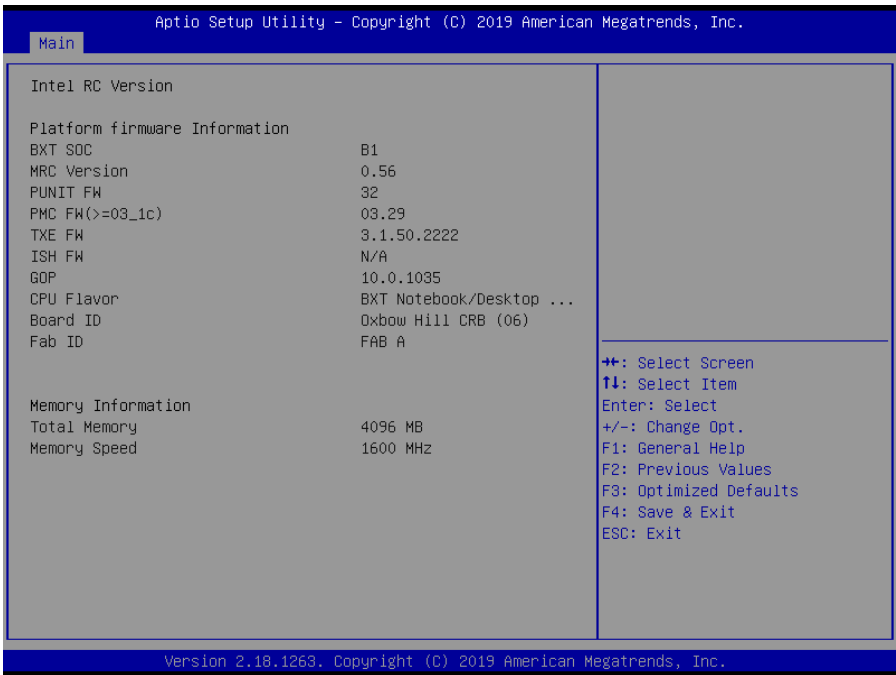 Aptio Setup Utility – Copyright (C) 2019 American Megatrends, Inc.
Main
Intel RC Version
Platform firmware Information
BXT SOC B1
MRC Version 0.56
PUNIT FW 32
PMC FW(>=03_1c) 03.29
TXE FW 3.1.50.2222
ISH FW N/A
GOP 10.0.1035
CPU Flavor BXT Notebook/Desktop ...
Board ID Oxbow Hill CRB (06)
Fab ID FAB A
Memory Information
Total Memory 4096 MB
Memory Speed 1600 MHz
→←: Select Screen
↑↓: Select Item
Enter: Select
+/-: Change Opt.
F1: General Help
F2: Previous Values
F3: Optimized Defaults
F4: Save & Exit
ESC: Exit
Version 2.18.1263. Copyright (C) 2019 American Megatrends, Inc.